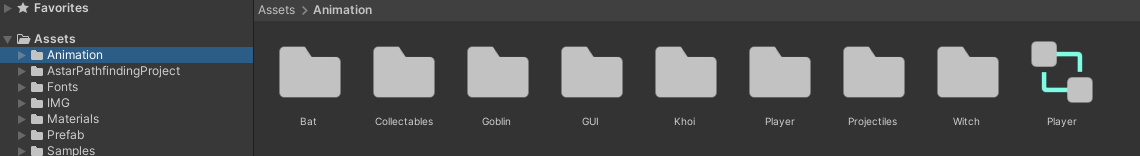 Favorites
Assets
Animation
AstarPathfindingProject
Fonts
IMG
Materials
Prefab
Samples
Assets > Animation
Bat Collectables Goblin GUI Khoi Player Projectiles Witch Player